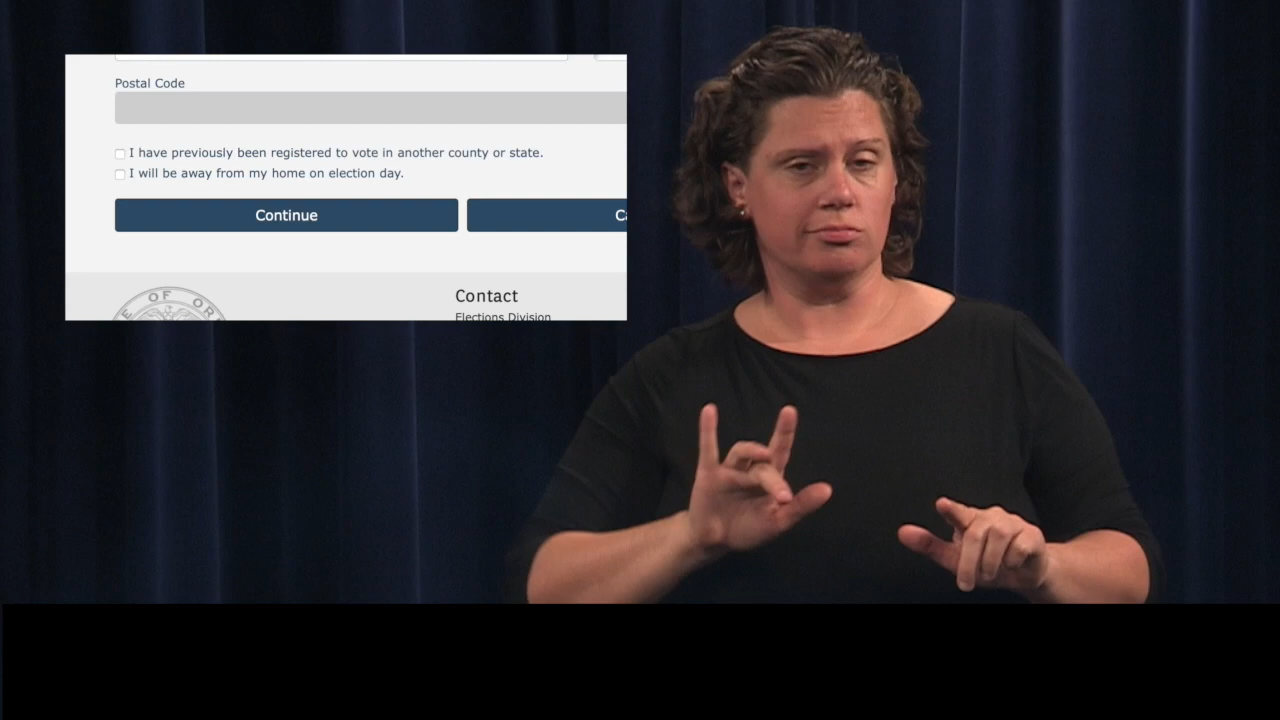 Postal Code
I have previously been registered to vote in another county or state.
I will be away from my home on election day.
Continue
OF
Contact
Elections Division